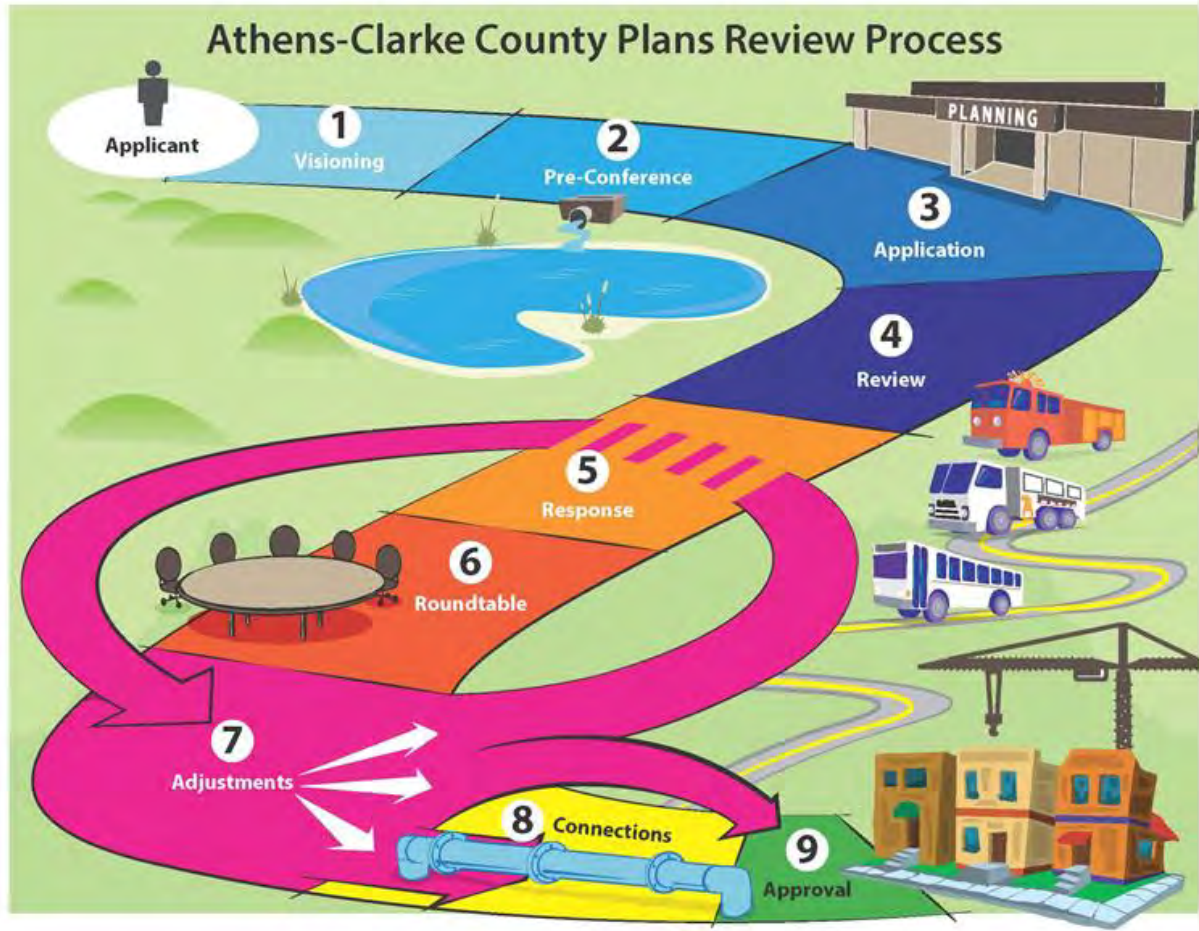 Athens-Clarke County Plans Review Process
Applicant
1
Visioning
2
Pre-Conference
PLANNING
3
Application
4
Review
5
Response
6
Roundtable
7
Adjustments
8 Connections
9
Approval